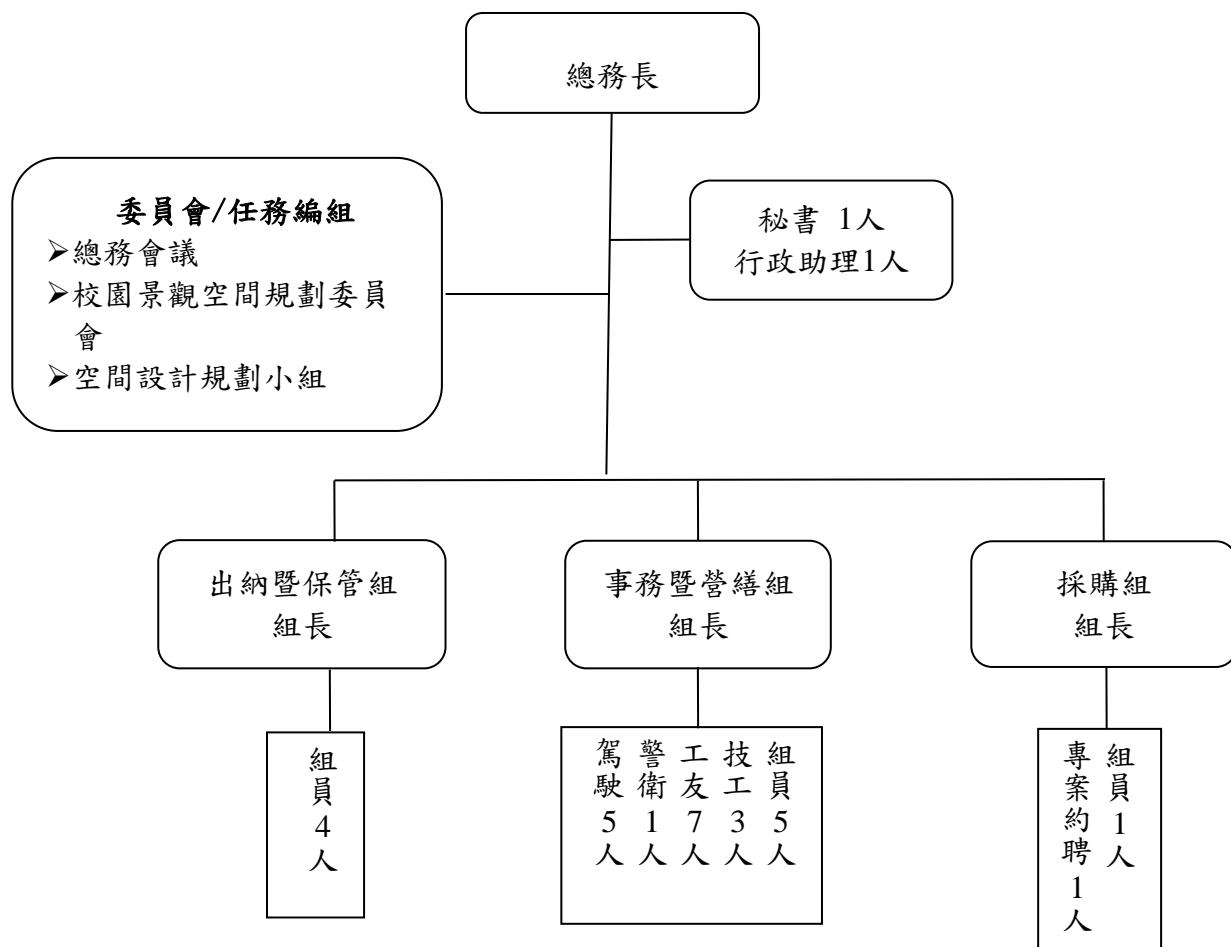 總務長
委員會/任務編組
➢總務會議
➢校園景觀空間規劃委員
會
➢空間設計規劃小組
秘書 1人
行政助理1人
出納暨保管組
組長
事務暨營繕組
組長
採購組
組長
組員4人
組員5人
技工3人
工友7人
警衛1人
駕駛5人
組員1人
專案約聘1人